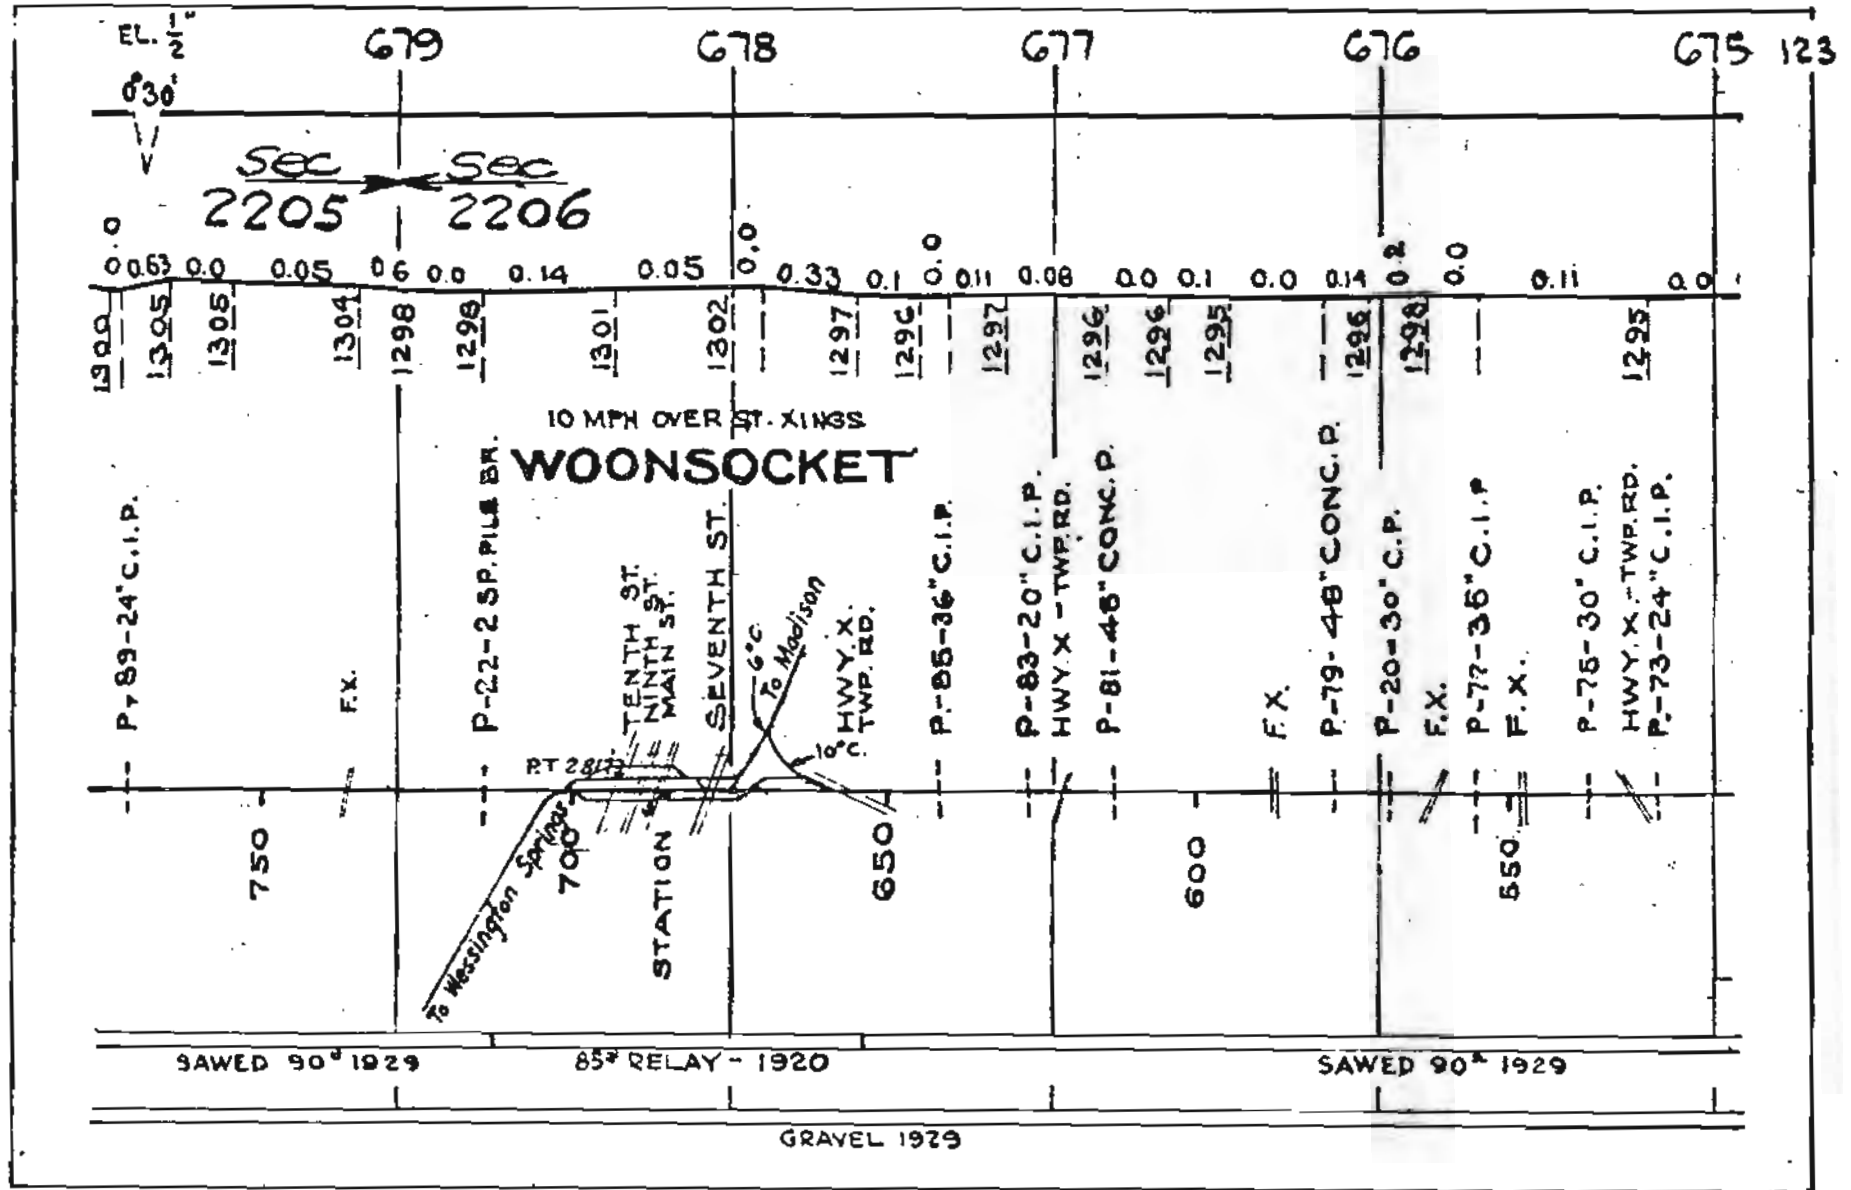 EL. 1/2"
679
678
677
676
675
123
0°30'
Sec
2205
Sec
2206
0.0
0
0.63
0.0
0.05
0 6
0.0
0.14
0.05
0.0
0.33
0.1
0.0
0.11
0.08
0.0
0.1
0.0
0.14
0.2
0.0
0.11
0.0
1300
1305
1305
1304
1298
1298
1301
1302
1297
1296
1297
1296
1296
1295
1296
1298
1295
10 MPH OVER ST. XINGS
WOONSOCKET
P-89-24" C.I.P.
F.X.
P-22-2 SP. PILE BR.
TENTH ST.
NINTH ST.
MAIN ST.
SEVENTH ST.
6°C.
To Madison
HWY. X.
TWP. RD.
10°C.
P.-85-36" C.I.P.
P-83-20" C.I.P.
HWY. X - TWP. RD.
P-81-48" CONC. P.
F.X.
P-79-48" CONC. P.
P-20-30" C.P.
F.X.
P-77-36" C.I.P
F.X.
P-75-30" C.I.P.
HWY. X. - TWP. RD.
P.-73-24" C.I.P.
P.T
750
700
STATION
650
600
550
To Wessington Springs
SAWED 90# 1929
85# RELAY - 1920
SAWED 90# 1929
GRAVEL 1929